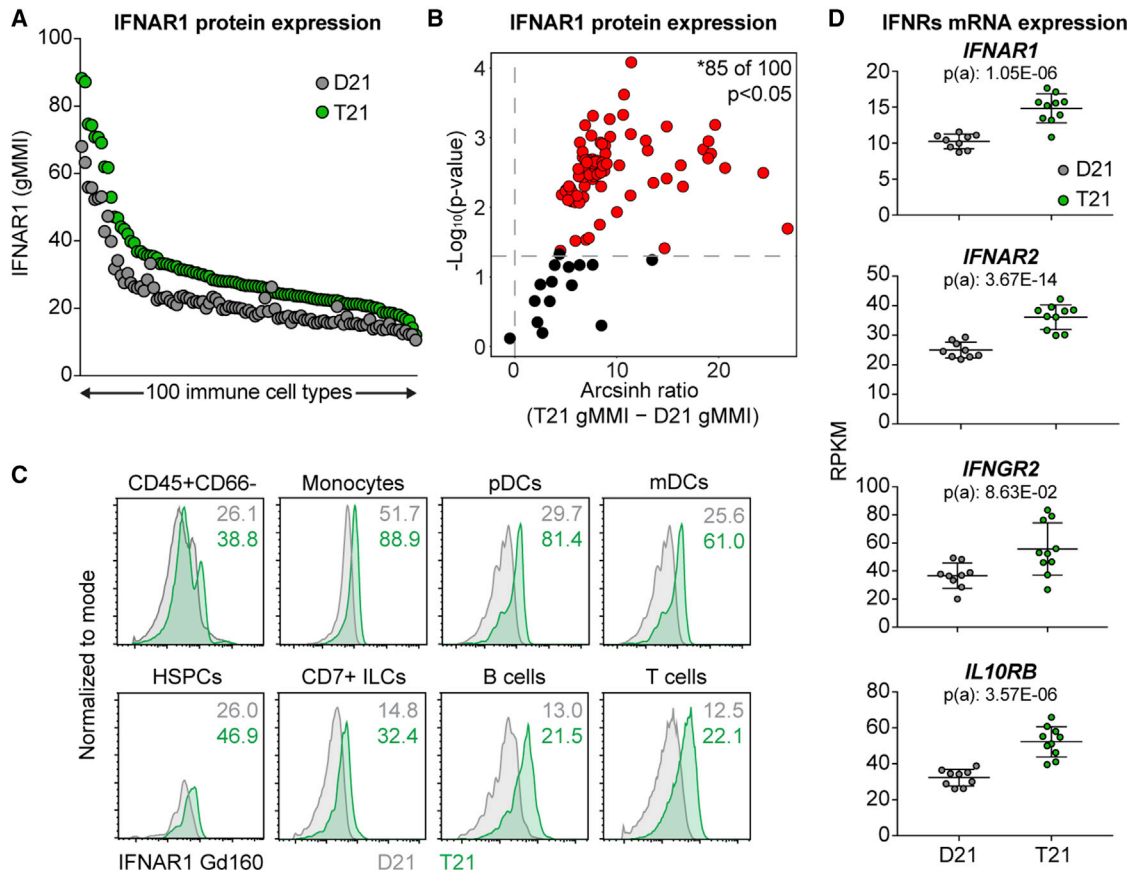 A
IFNAR1 protein expression
IFNAR1 (gMMI)
100
80
60
40
20
0
D21
T21
100 immune cell types
B
IFNAR1 protein expression
*85 of 100
p<0.05
-Log10(p-value)
4
3
2
1
0
0
10
20
Arcsinh ratio
(T21 gMMI − D21 gMMI)
C
Normalized to mode
CD45+CD66-
26.1
38.8
Monocytes
51.7
88.9
pDCs
29.7
81.4
mDCs
25.6
61.0
HSPCs
26.0
46.9
CD7+ ILCs
14.8
32.4
B cells
13.0
21.5
T cells
12.5
22.1
IFNAR1 Gd160
D21
T21
D
IFNRs mRNA expression
RPKM
IFNAR1
p(a): 1.05E-06
20
15
10
5
0
D21
T21
IFNAR2
p(a): 3.67E-14
50
40
30
20
10
0
IFNGR2
p(a): 8.63E-02
100
80
60
40
20
0
IL10RB
p(a): 3.57E-06
80
60
40
20
0
D21
T21